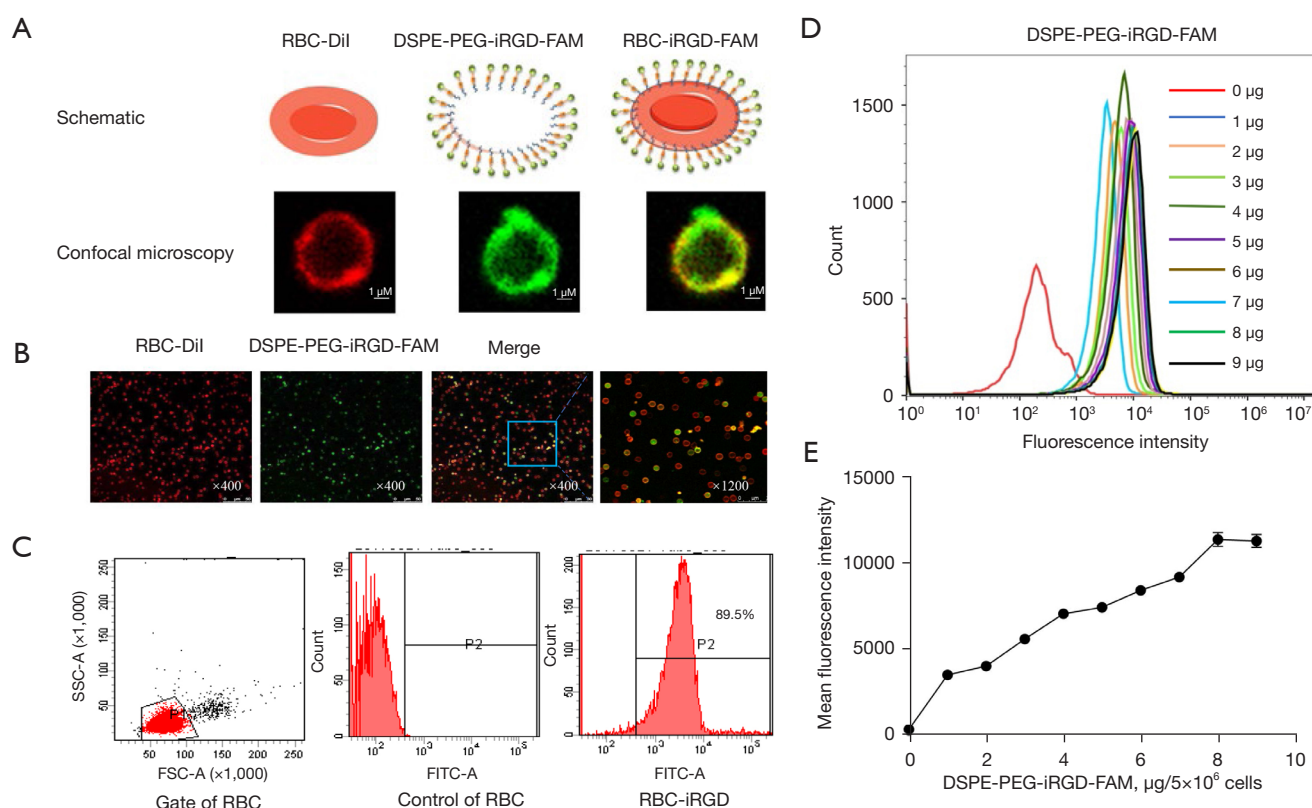 A
RBC-DiI DSPE-PEG-iRGD-FAM RBC-iRGD-FAM
Schematic
Confocal microscopy
1 μM 1 μM 1 μM
B
RBC-DiI DSPE-PEG-iRGD-FAM Merge
×400 ×400 ×400 ×1200
C
SSC-A (×1,000)
250
200
150
100
50
P1
50 100 150 200 250
FSC-A (×1,000)
Gate of RBC
Count
150
100
50
0
P2
10² 10³ 10⁴ 10⁵
FITC-A
Control of RBC
Count
200
150
100
50
0
89.5%
P2
10² 10³ 10⁴ 10⁵
FITC-A
RBC-iRGD
D
DSPE-PEG-iRGD-FAM
Count
1500
1000
500
0
10⁰ 10¹ 10² 10³ 10⁴ 10⁵ 10⁶ 10⁷
Fluorescence intensity
0 μg
1 μg
2 μg
3 μg
4 μg
5 μg
6 μg
7 μg
8 μg
9 μg
E
Mean fluorescence intensity
15000
10000
5000
0
0 2 4 6 8 10
DSPE-PEG-iRGD-FAM, μg/5×10⁶ cells